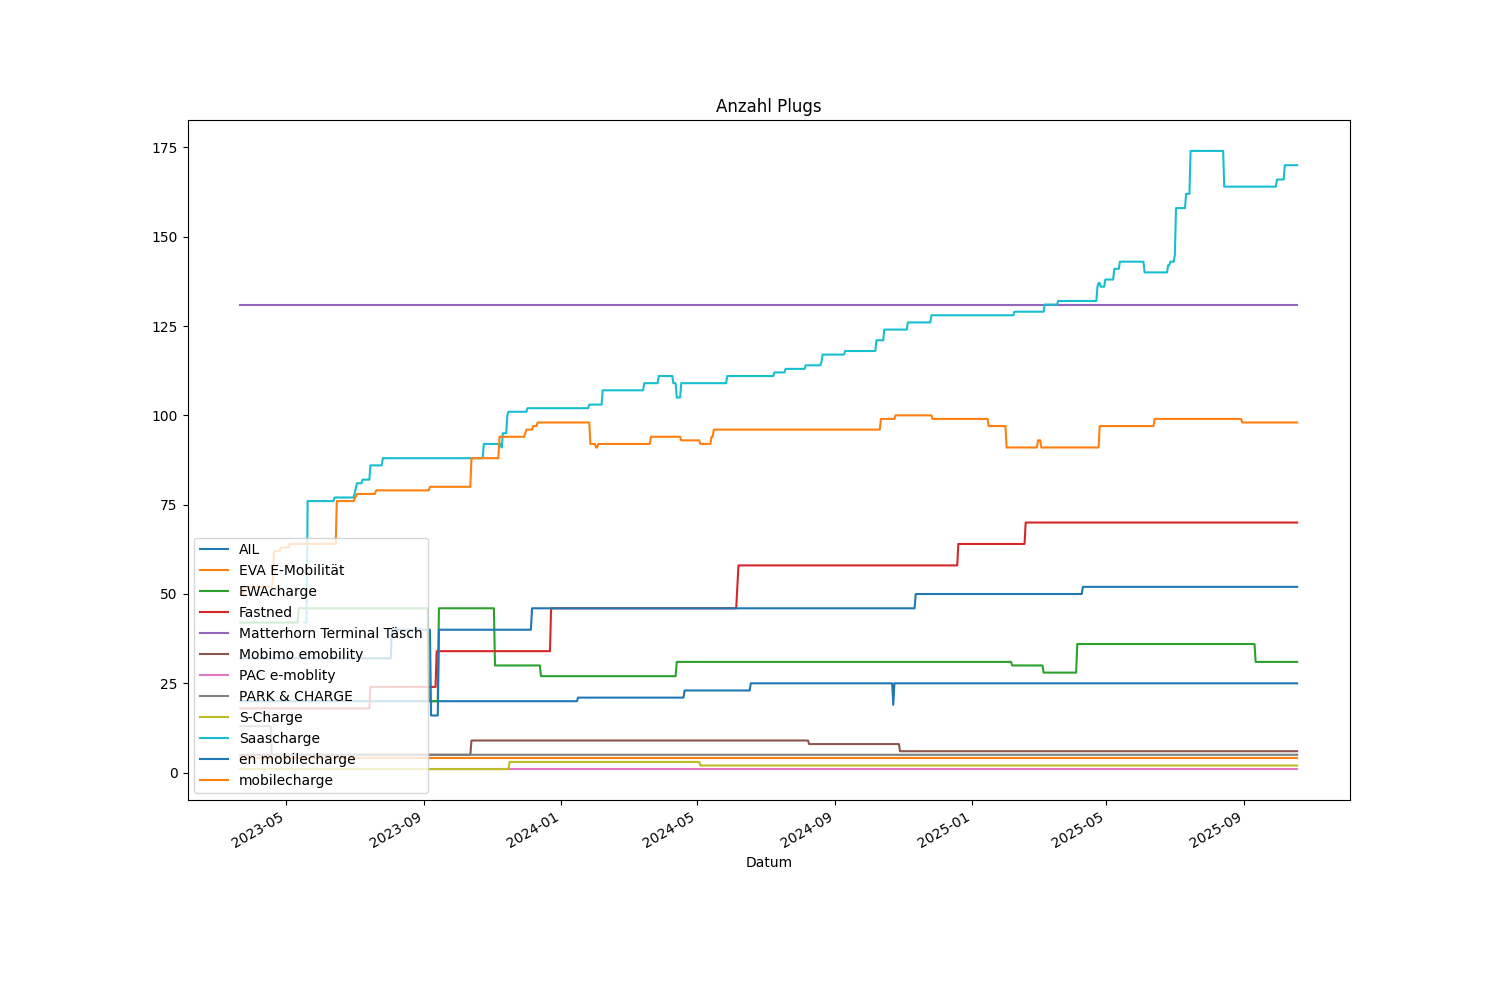 Anzahl Plugs
175
150
125
100
75
50
25
0
AIL
EVA E-Mobilität
EWAcharge
Fastned
Matterhorn Terminal Täsch
Mobimo emobility
PAC e-moblity
PARK & CHARGE
S-Charge
Saascharge
en mobilecharge
mobilecharge
2023-05
2023-09
2024-01
2024-05
2024-09
2025-01
2025-05
2025-09
Datum